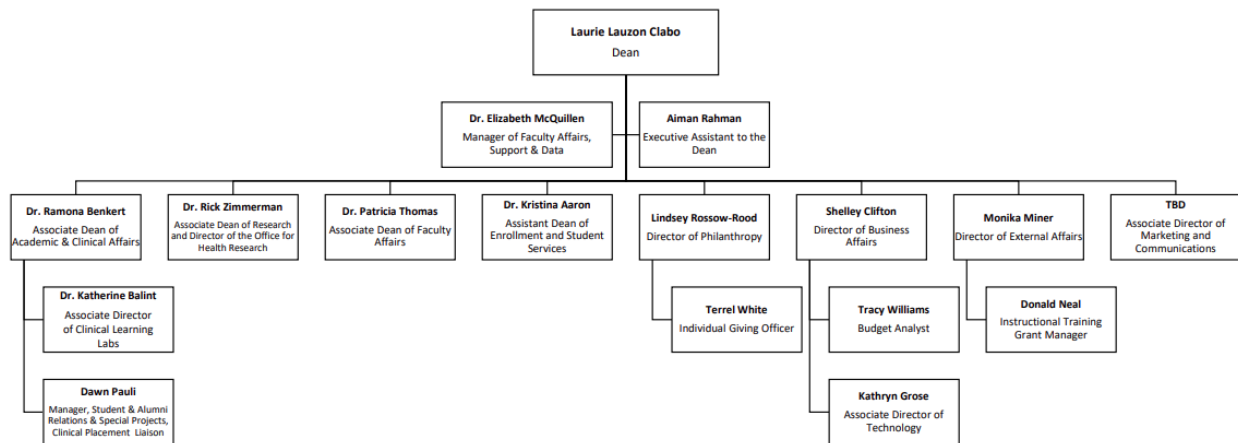 Laurie Lauzon Clabo
Dean
Dr. Elizabeth McQuillen
Manager of Faculty Affairs,
Support & Data
Aiman Rahman
Executive Assistant to the
Dean
Dr. Ramona Benkert
Associate Dean of
Academic & Clinical Affairs
Dr. Rick Zimmerman
Associate Dean of Research
and Director of the Office for
Health Research
Dr. Patricia Thomas
Associate Dean of Faculty
Affairs
Dr. Kristina Aaron
Assistant Dean of
Enrollment and Student
Services
Lindsey Rossow-Rood
Director of Philanthropy
Shelley Clifton
Director of Business
Affairs
Monika Miner
Director of External Affairs
TBD
Associate Director of
Marketing and
Communications
Dr. Katherine Balint
Associate Director
of Clinical Learning
Labs
Terrel White
Individual Giving Officer
Tracy Williams
Budget Analyst
Donald Neal
Instructional Training
Grant Manager
Dawn Pauli
Manager, Student & Alumni
Relations & Special Projects,
Clinical Placement Liaison
Kathryn Grose
Associate Director of
Technology